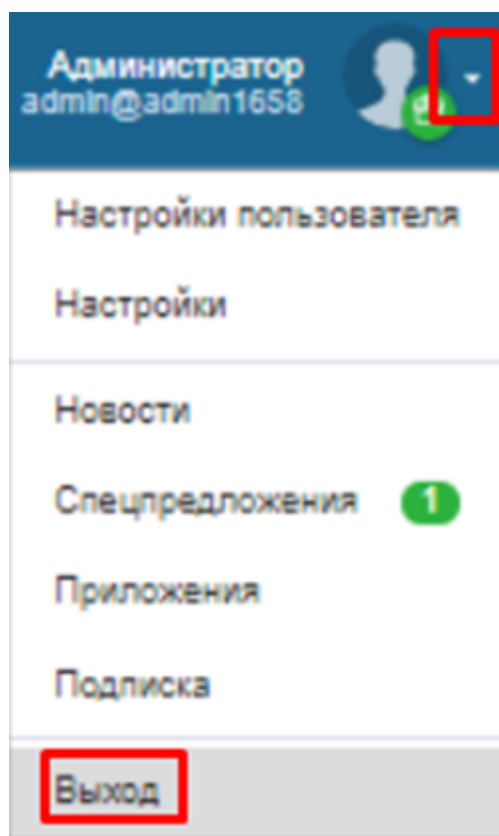 Администратор
admin@admin1658
Настройки пользователя
Настройки
Новости
Спецпредложения 1
Приложения
Подписка
Выход